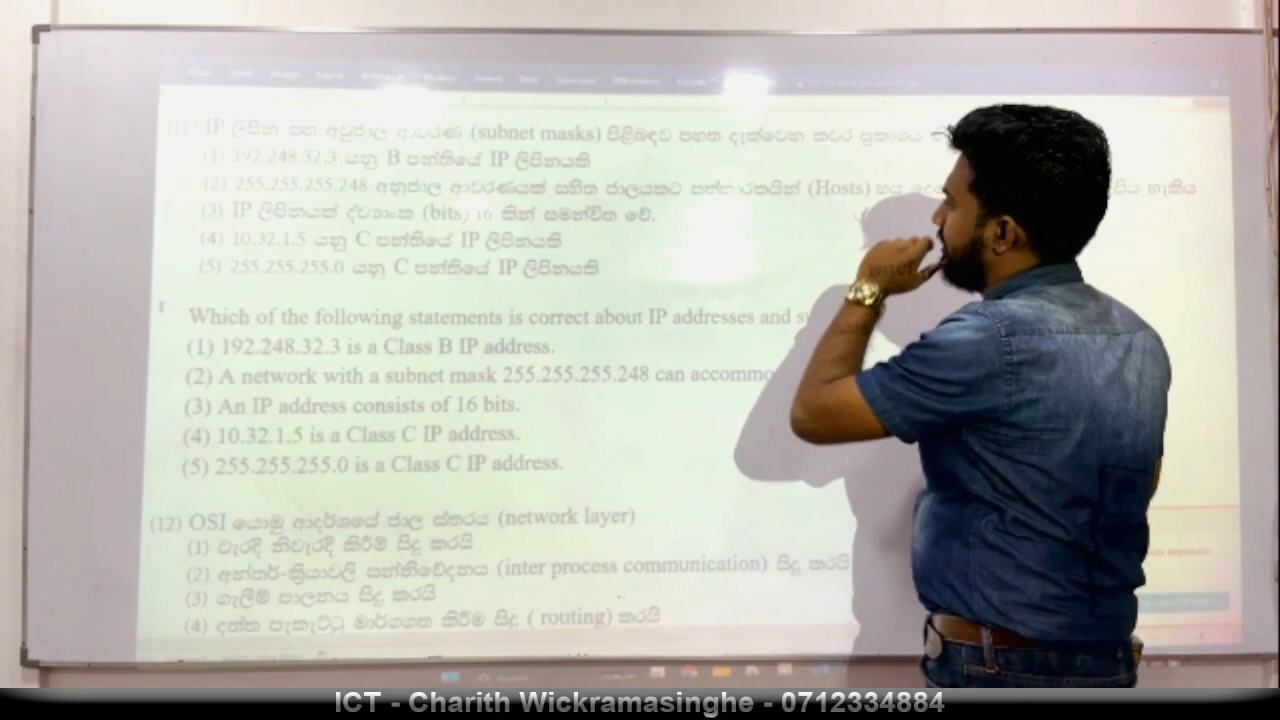 (11) IP ලිපින සහ අවුජාල ආවරණ (subnet masks) පිළිබඳව පහත දැක්වෙන කවර ප්‍රකාශය
(1) 192.248.32.3 යනු B පන්තියේ IP ලිපිනයකි
(2) 255.255.255.248 අනුජාල ආවරණයක් සහිත ජාලයකට සත්කාරකයින් (Hosts) හය හැකිය
(3) IP ලිපිනයක් ද්වයාංක (bits) 16 කින් සමන්විත වේ.
(4) 10.32.1.5 යනු C පන්තියේ IP ලිපිනයකි
(5) 255.255.255.0 යනු C පන්තියේ IP ලිපිනයකි
Which of the following statements is correct about IP addresses and
(1) 192.248.32.3 is a Class B IP address.
(2) A network with a subnet mask 255.255.255.248 can
(3) An IP address consists of 16 bits.
(4) 10.32.1.5 is a Class C IP address.
(5) 255.255.255.0 is a Class C IP address.
(12) OSI යොමු ආදර්ශයේ ජාල ස්තරය (network layer)
(1) වැරදි නිවැරදි කිරීම් සිදු කරයි
(2) අන්තර්-ක්‍රියාවලි සන්නිවේදනය (inter process communication) සිදු කරයි
(3) ගැලීම් පාලනය සිදු කරයි
(4) දත්ත පැකැට්ටු මාර්ගගත කිරීම සිදු ( routing) කරයි
ICT - Charith Wickramasinghe - 0712334884